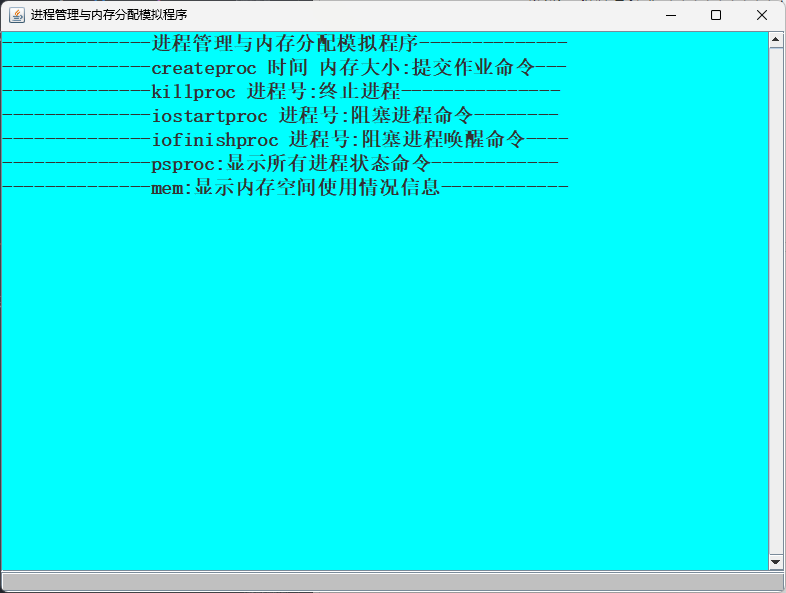 进程管理与内存分配模拟程序
--------------进程管理与内存分配模拟程序--------------
--------------createproc 时间 内存大小:提交作业命令---
--------------killproc 进程号:终止进程---------------
--------------iostartproc 进程号:阻塞进程命令--------
--------------iofinishproc 进程号:阻塞进程唤醒命令----
--------------psproc:显示所有进程状态命令------------
--------------mem:显示内存空间使用情况信息------------